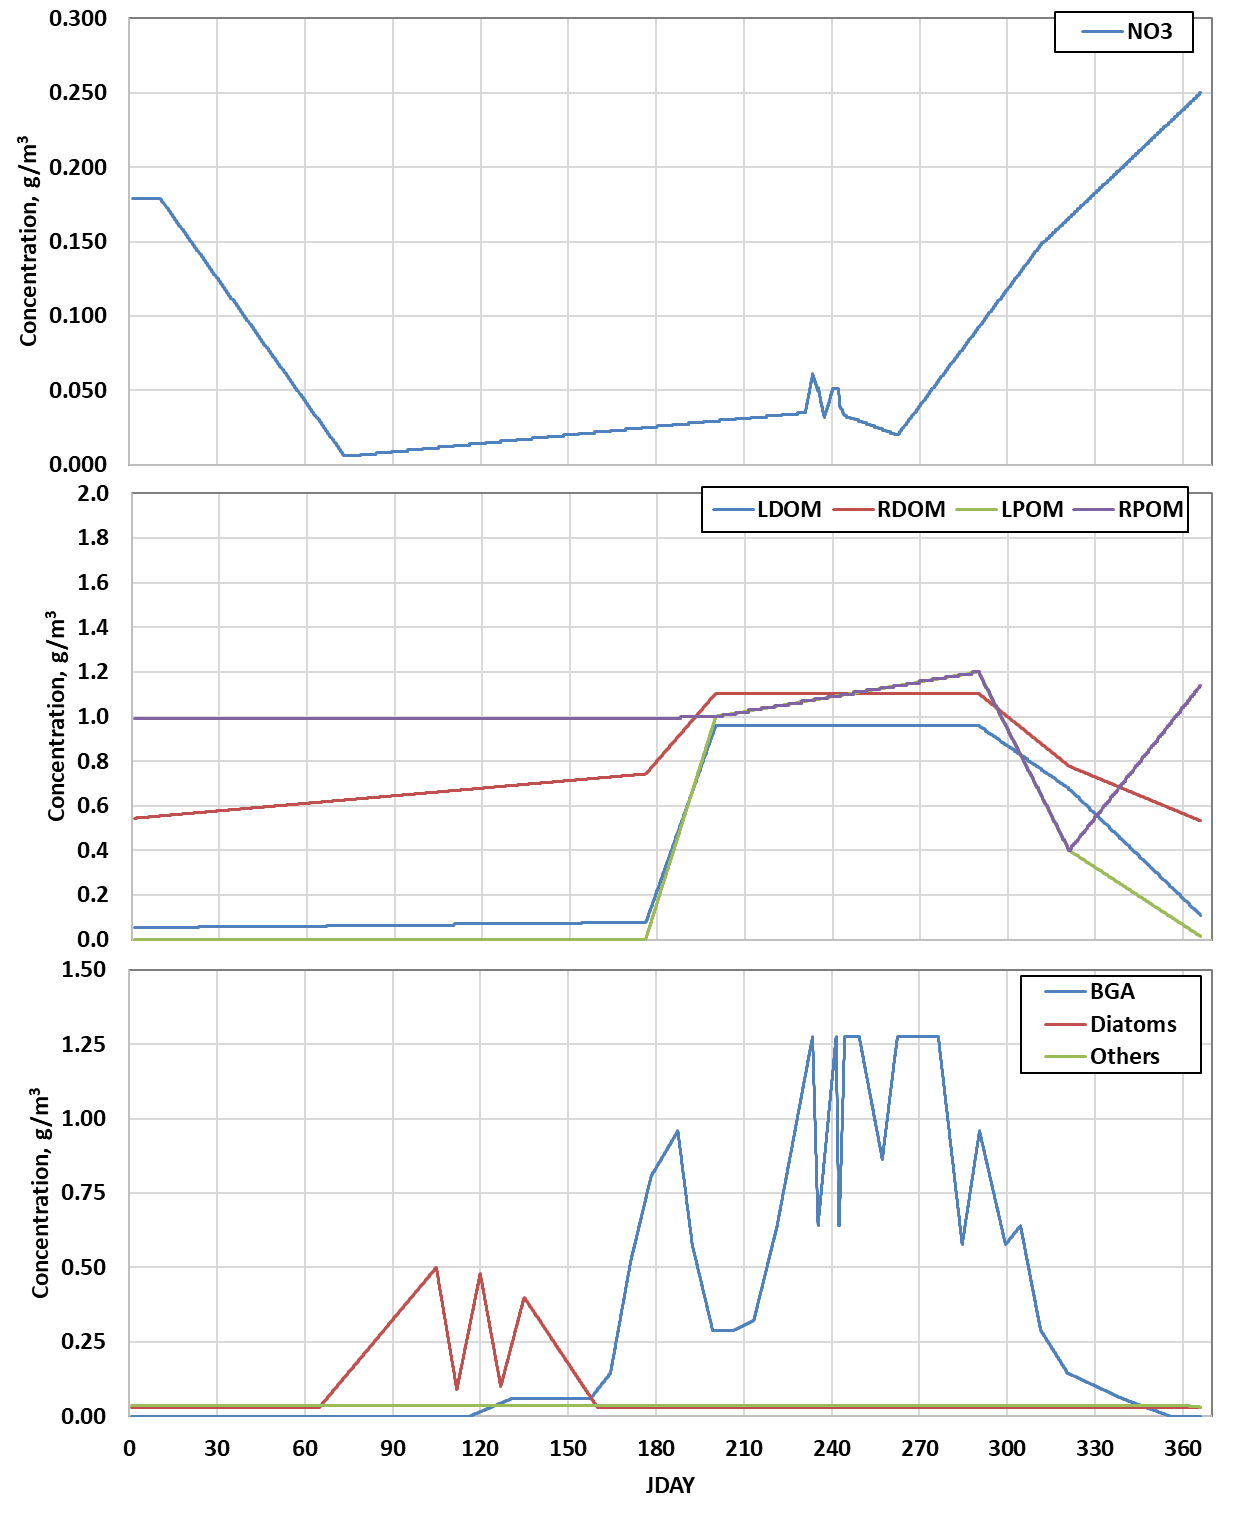 0.300
NO3
0.250
0.200
0.150
0.100
0.050
0.000
Concentration, g/m³
2.0
LDOM RDOM LPOM RPOM
1.8
1.6
1.4
1.2
1.0
0.8
0.6
0.4
0.2
0.0
Concentration, g/m³
1.50
BGA
Diatoms
Others
1.25
1.00
0.75
0.50
0.25
0.00
Concentration, g/m³
0 30 60 90 120 150 180 210 240 270 300 330 360
JDAY